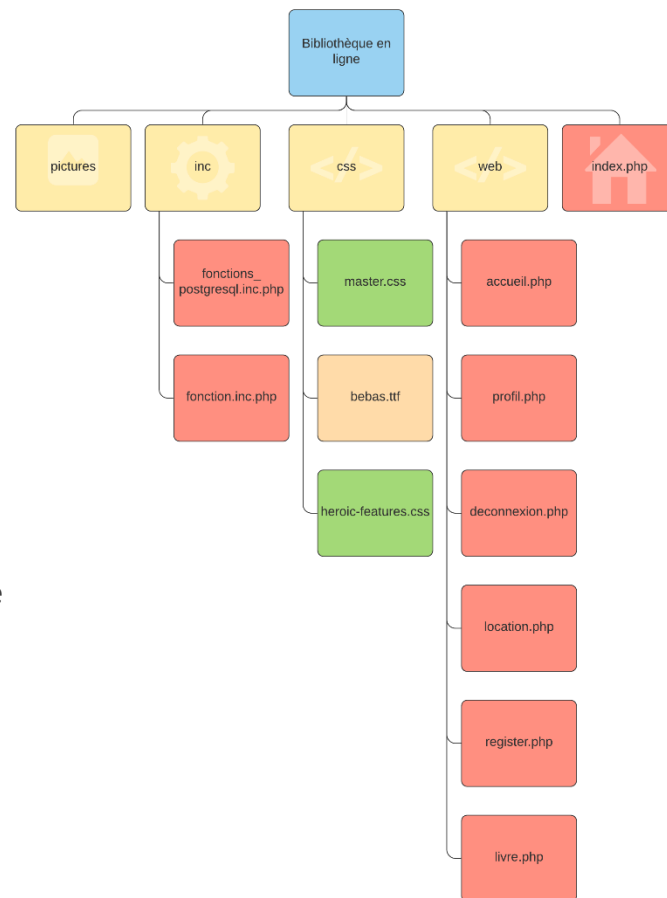 Bibliothèque en
ligne
pictures
inc
css
web
index.php
fonctions_
postgresql.inc.php
master.css
accueil.php
fonction.inc.php
bebas.ttf
profil.php
heroic-features.css
deconnexion.php
e
location.php
register.php
livre.php